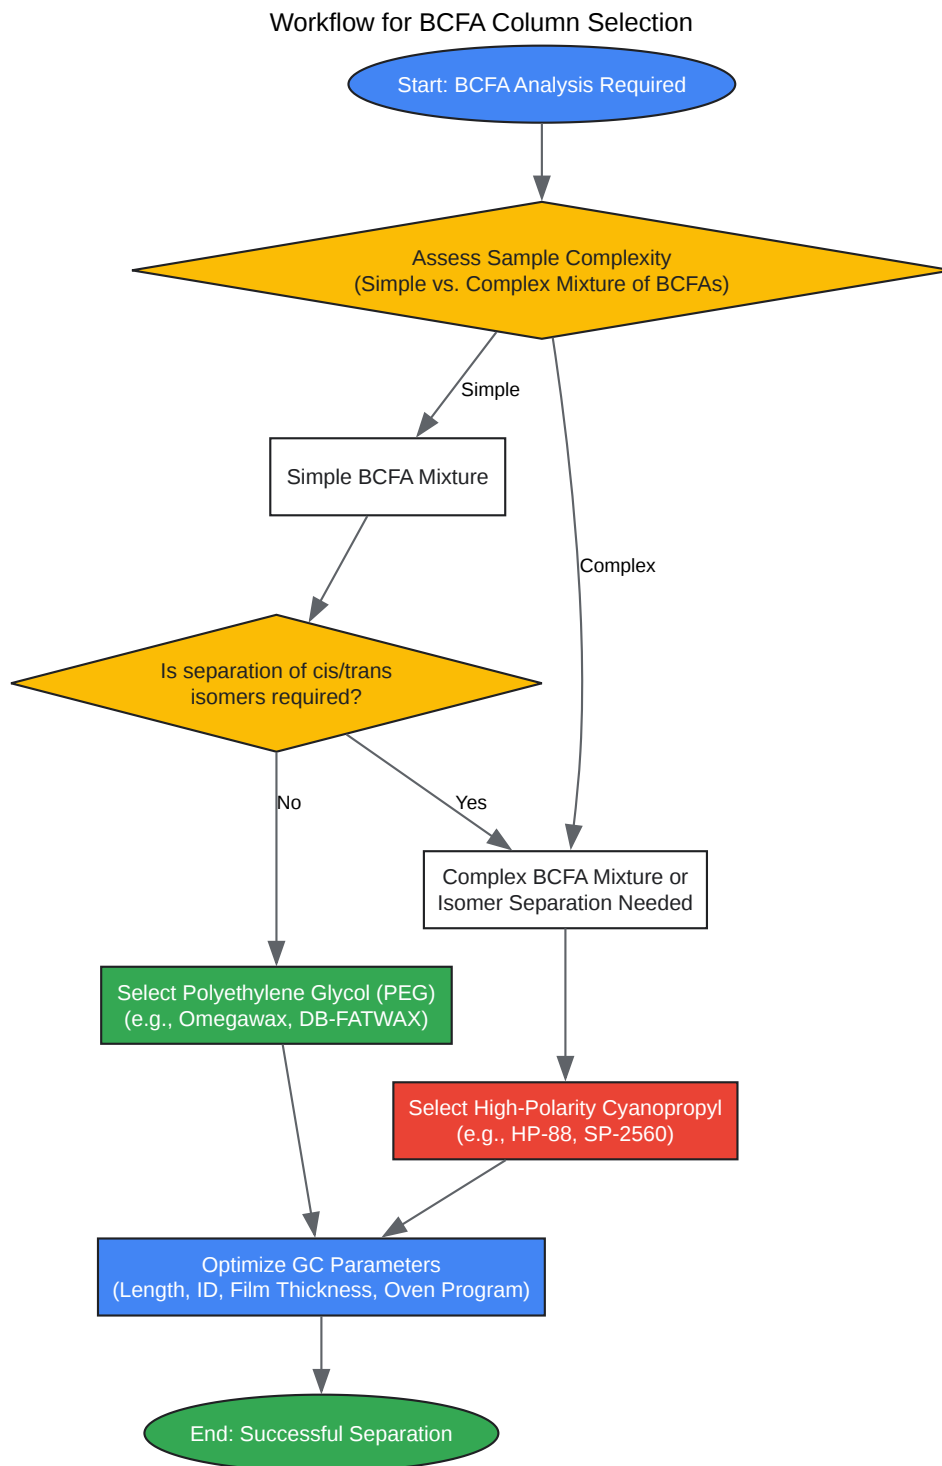 Workflow for BCFA Column Selection
Start: BCFA Analysis Required
Assess Sample Complexity
(Simple vs. Complex Mixture of BCFAs)
Simple
Simple BCFA Mixture
Complex
Is separation of cis/trans
isomers required?
No
Yes
Complex BCFA Mixture or
Isomer Separation Needed
Select Polyethylene Glycol (PEG)
(e.g., Omegawax, DB-FATWAX)
Select High-Polarity Cyanopropyl
(e.g., HP-88, SP-2560)
Optimize GC Parameters
(Length, ID, Film Thickness, Oven Program)
End: Successful Separation